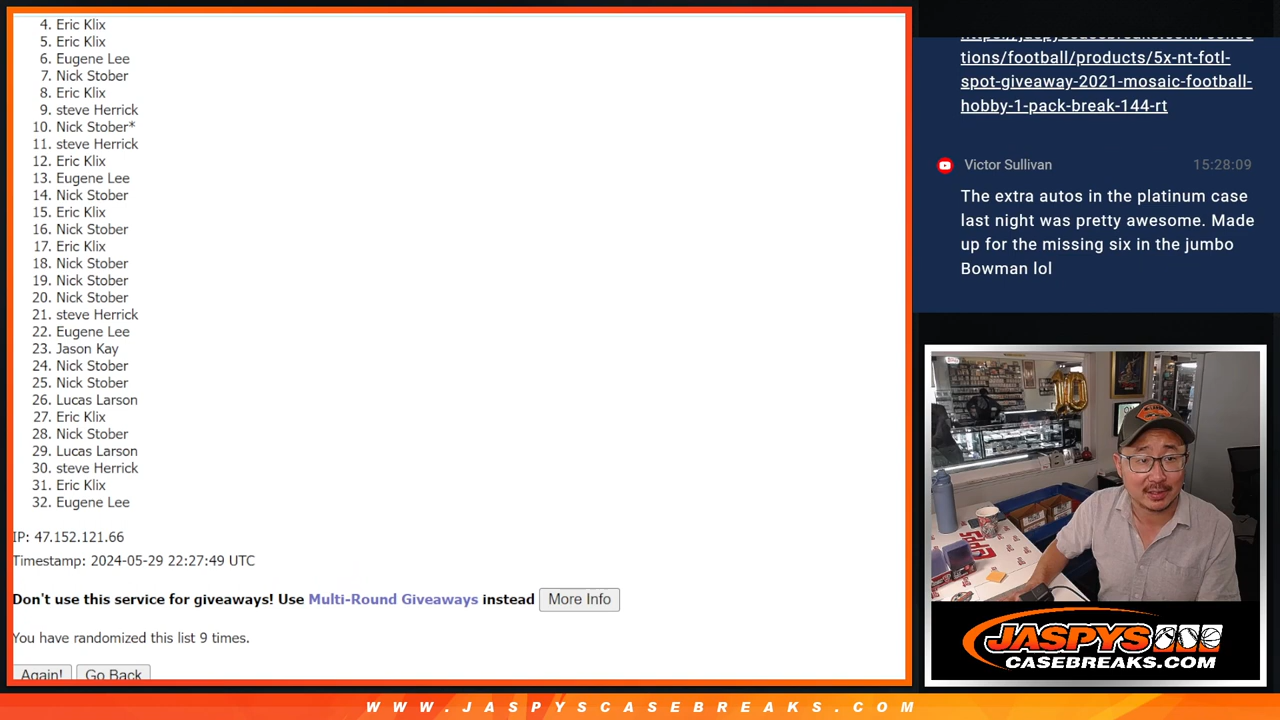 4. Eric Klix
5. Eric Klix
6. Eugene Lee
7. Nick Stober
8. Eric Klix
9. steve Herrick
10. Nick Stober*
11. steve Herrick
12. Eric Klix
13. Eugene Lee
14. Nick Stober
15. Eric Klix
16. Nick Stober
17. Eric Klix
18. Nick Stober
19. Nick Stober
20. Nick Stober
21. steve Herrick
22. Eugene Lee
23. Jason Kay
24. Nick Stober
25. Nick Stober
26. Lucas Larson
27. Eric Klix
28. Nick Stober
29. Lucas Larson
30. steve Herrick
31. Eric Klix
32. Eugene Lee
IP: 47.152.121.66
Timestamp: 2024-05-29 22:27:49 UTC
Don't use this service for giveaways! Use Multi-Round Giveaways instead More Info
You have randomized this list 9 times.
Again! Go Back
tions/football/products/5x-nt-fotl-
spot-giveaway-2021-mosaic-football-
hobby-1-pack-break-144-rt
Victor Sullivan 15:28:09
The extra autos in the platinum case
last night was pretty awesome. Made
up for the missing six in the jumbo
Bowman lol
10
JASPYS
JASPYS
CASEBREAKS.COM
WWW.JASPYSCASEBREAKS.COM